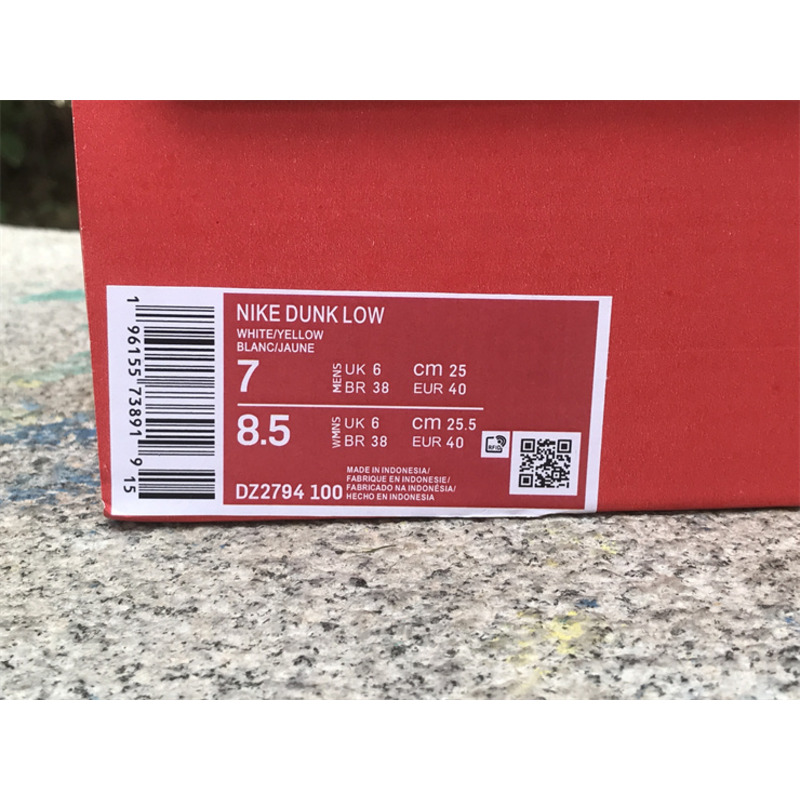 1 96155 73891 9 15
NIKE DUNK LOW
WHITE/YELLOW
BLANC/JAUNE
7 MENS UK 6 cm 25
BR 38 EUR 40
8.5 WMNS UK 6 cm 25.5
BR 38 EUR 40
RFID
DZ2794 100
MADE IN INDONESIA/
FABRIQUE EN INDONESIE/
FABRICADO NA INDONÉSIA/
HECHO EN INDONESIA